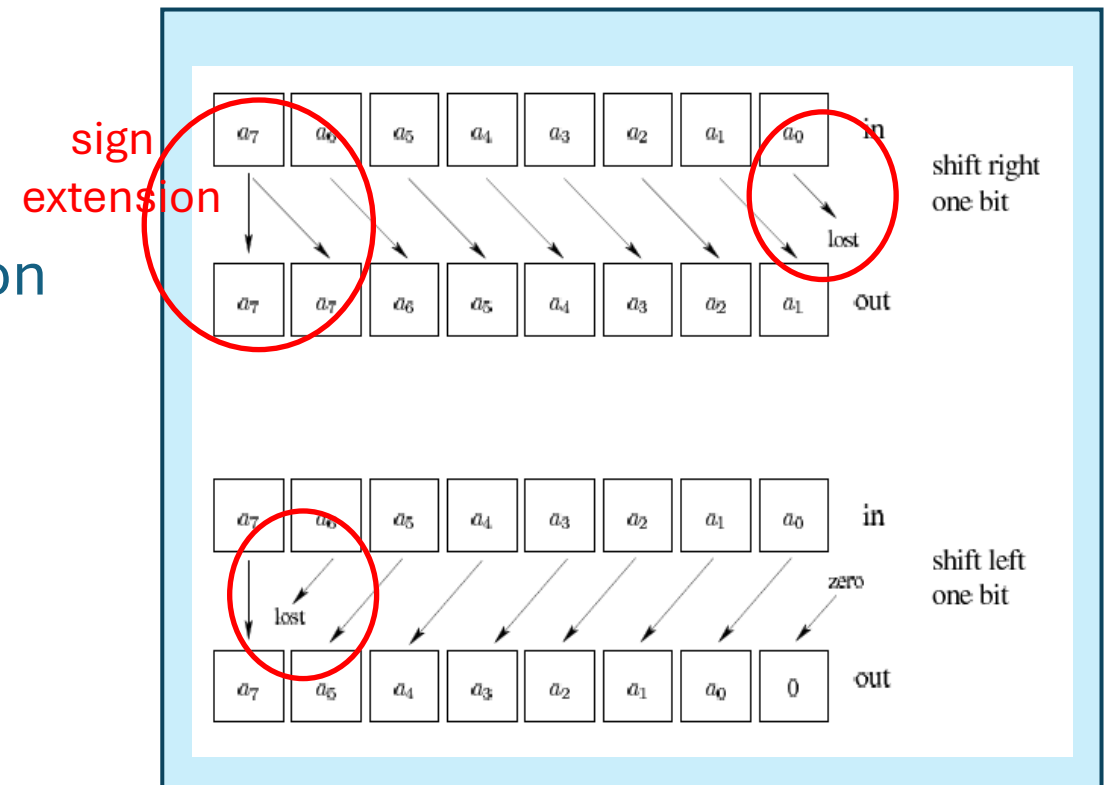 sign
extension
on
a₇ a₆ a₅ a₄ a₃ a₂ a₁ a₀ in
shift right
one bit
lost
a₇ a₇ a₆ a₅ a₄ a₃ a₂ a₁ out
a₇ a₆ a₅ a₄ a₃ a₂ a₁ a₀ in
shift left
one bit
zero
lost
a₇ a₅ a₄ a₃ a₂ a₁ a₀ 0 out